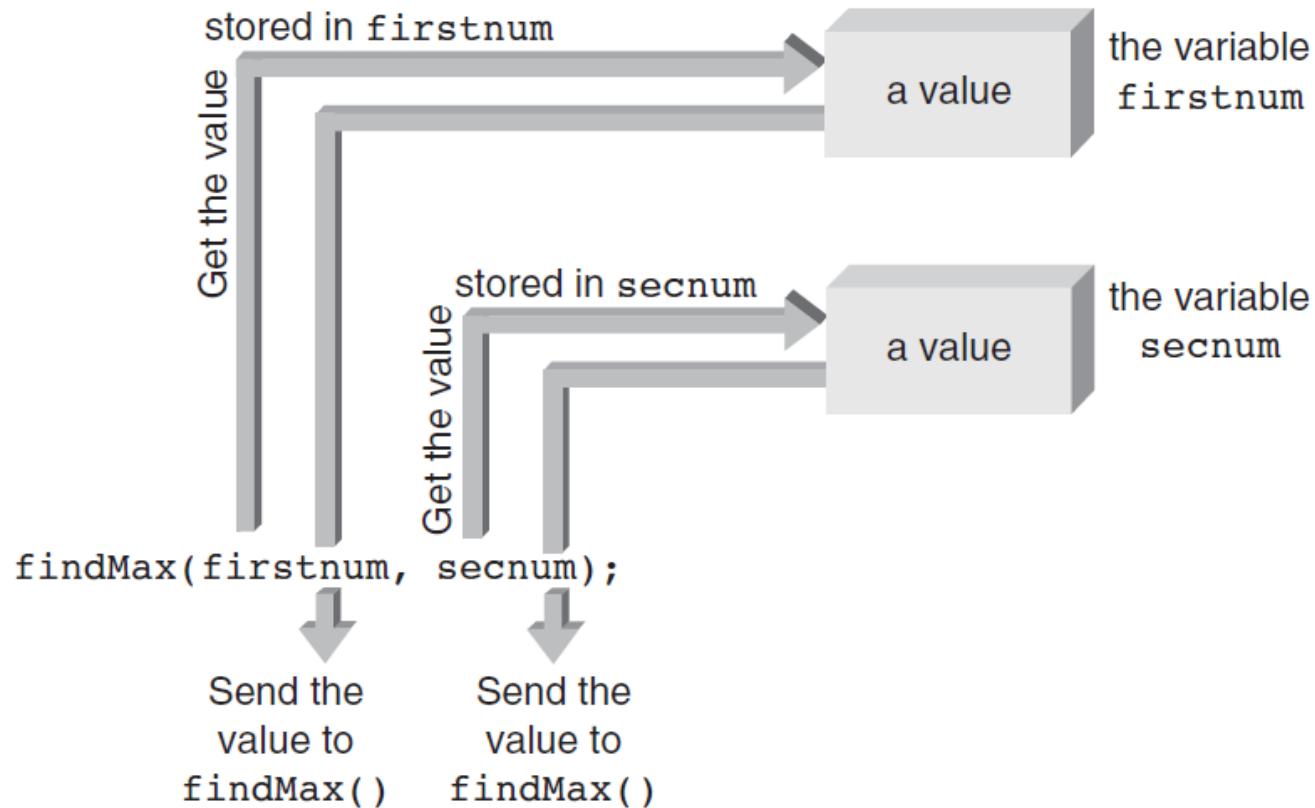 stored in firstnum
Get the value
a value
the variable
firstnum
stored in secnum
Get the value
a value
the variable
secnum
findMax(firstnum, secnum);
Send the
value to
findMax()
Send the
value to
findMax()